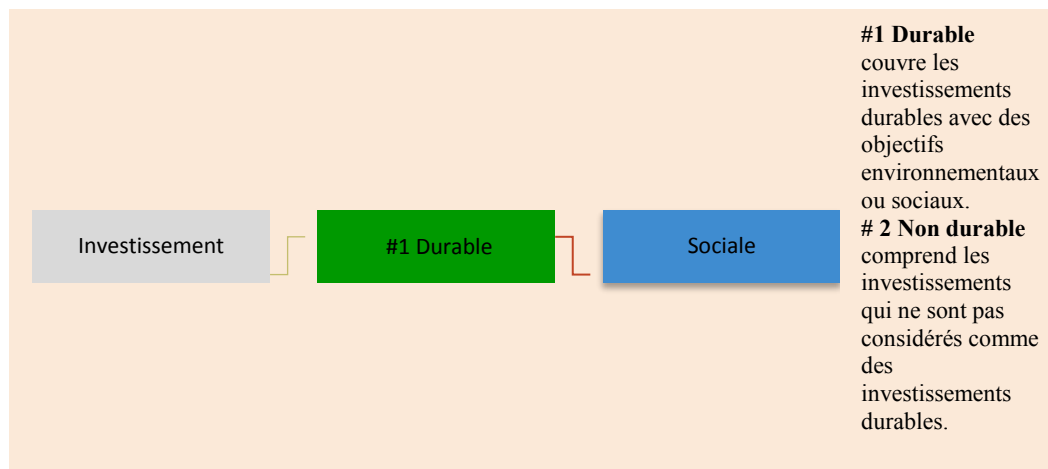 Investissement
#1 Durable
Sociale
#1 Durable
couvre les
investissements
durables avec des
objectifs
environnementaux
ou sociaux.
# 2 Non durable
comprend les
investissements
qui ne sont pas
considérés comme
des
investissements
durables.